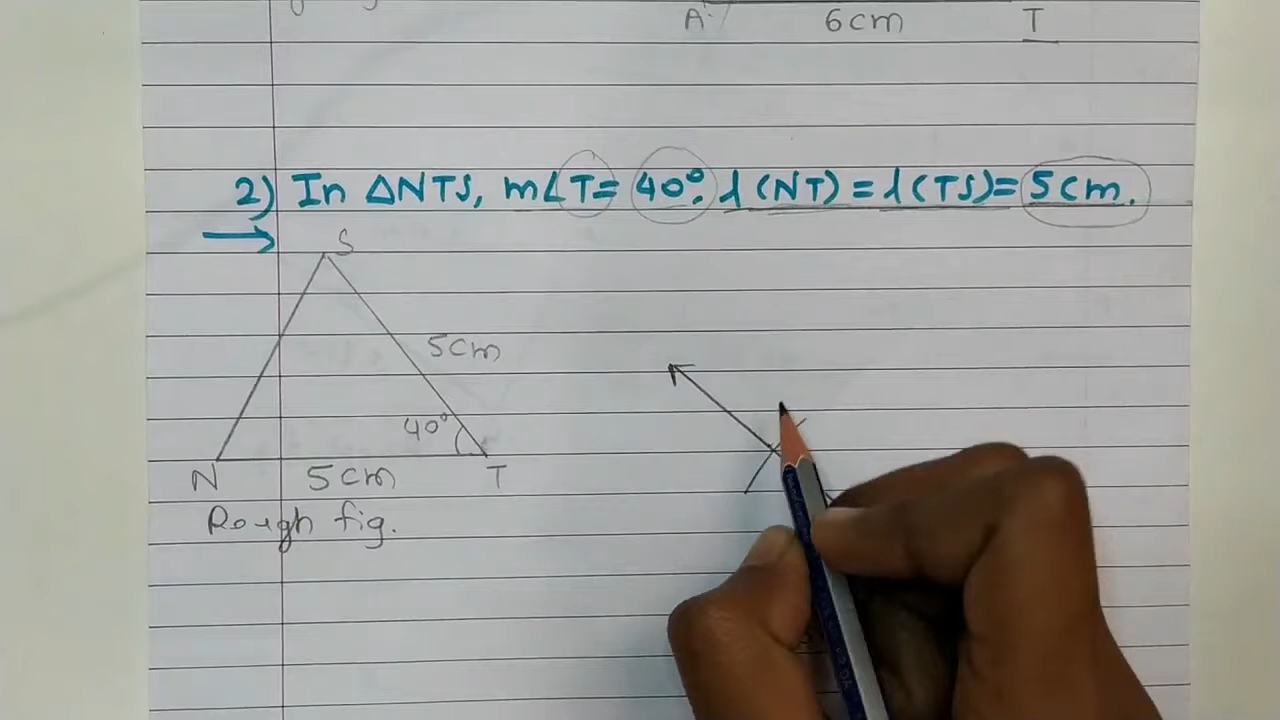 A 6cm T
2) In ΔNTS, m∠T= 40°. l(NT) = l(TS)= 5cm.
S
5cm
40°
N 5cm T
Rough fig.